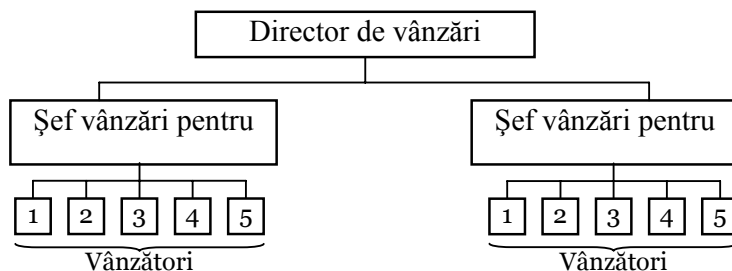 Director de vânzări
Şef vânzări pentru
Şef vânzări pentru
1 2 3 4 5
1 2 3 4 5
Vânzători
Vânzători